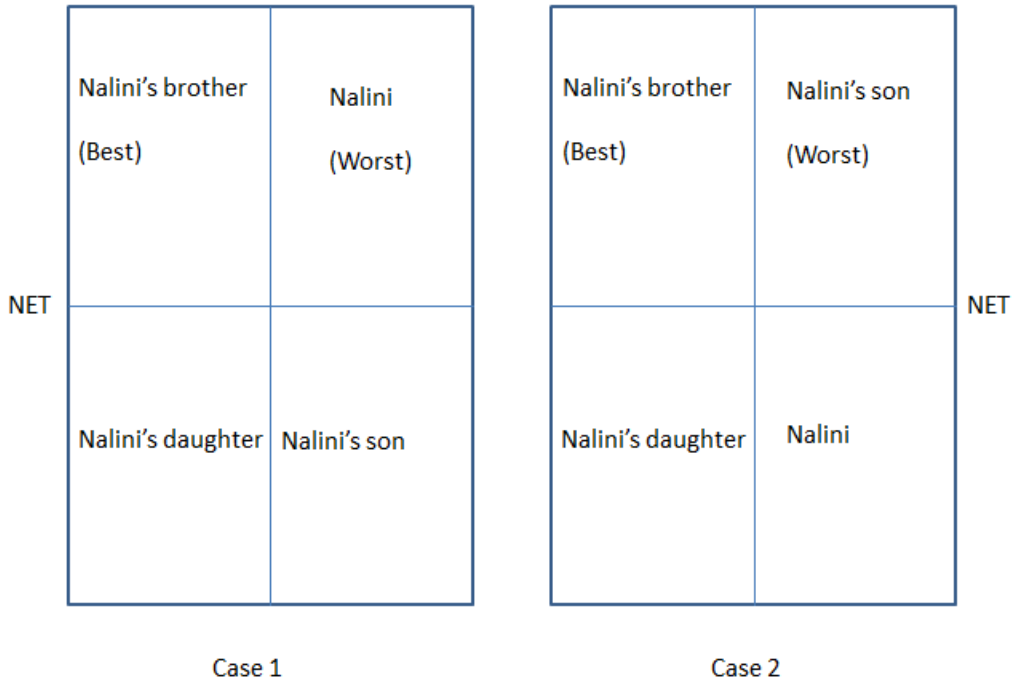 Nalini’s brother
(Best)
Nalini
(Worst)
Nalini’s brother
(Best)
Nalini’s son
(Worst)
NET
NET
Nalini’s daughter
Nalini’s son
Nalini’s daughter
Nalini
Case 1
Case 2